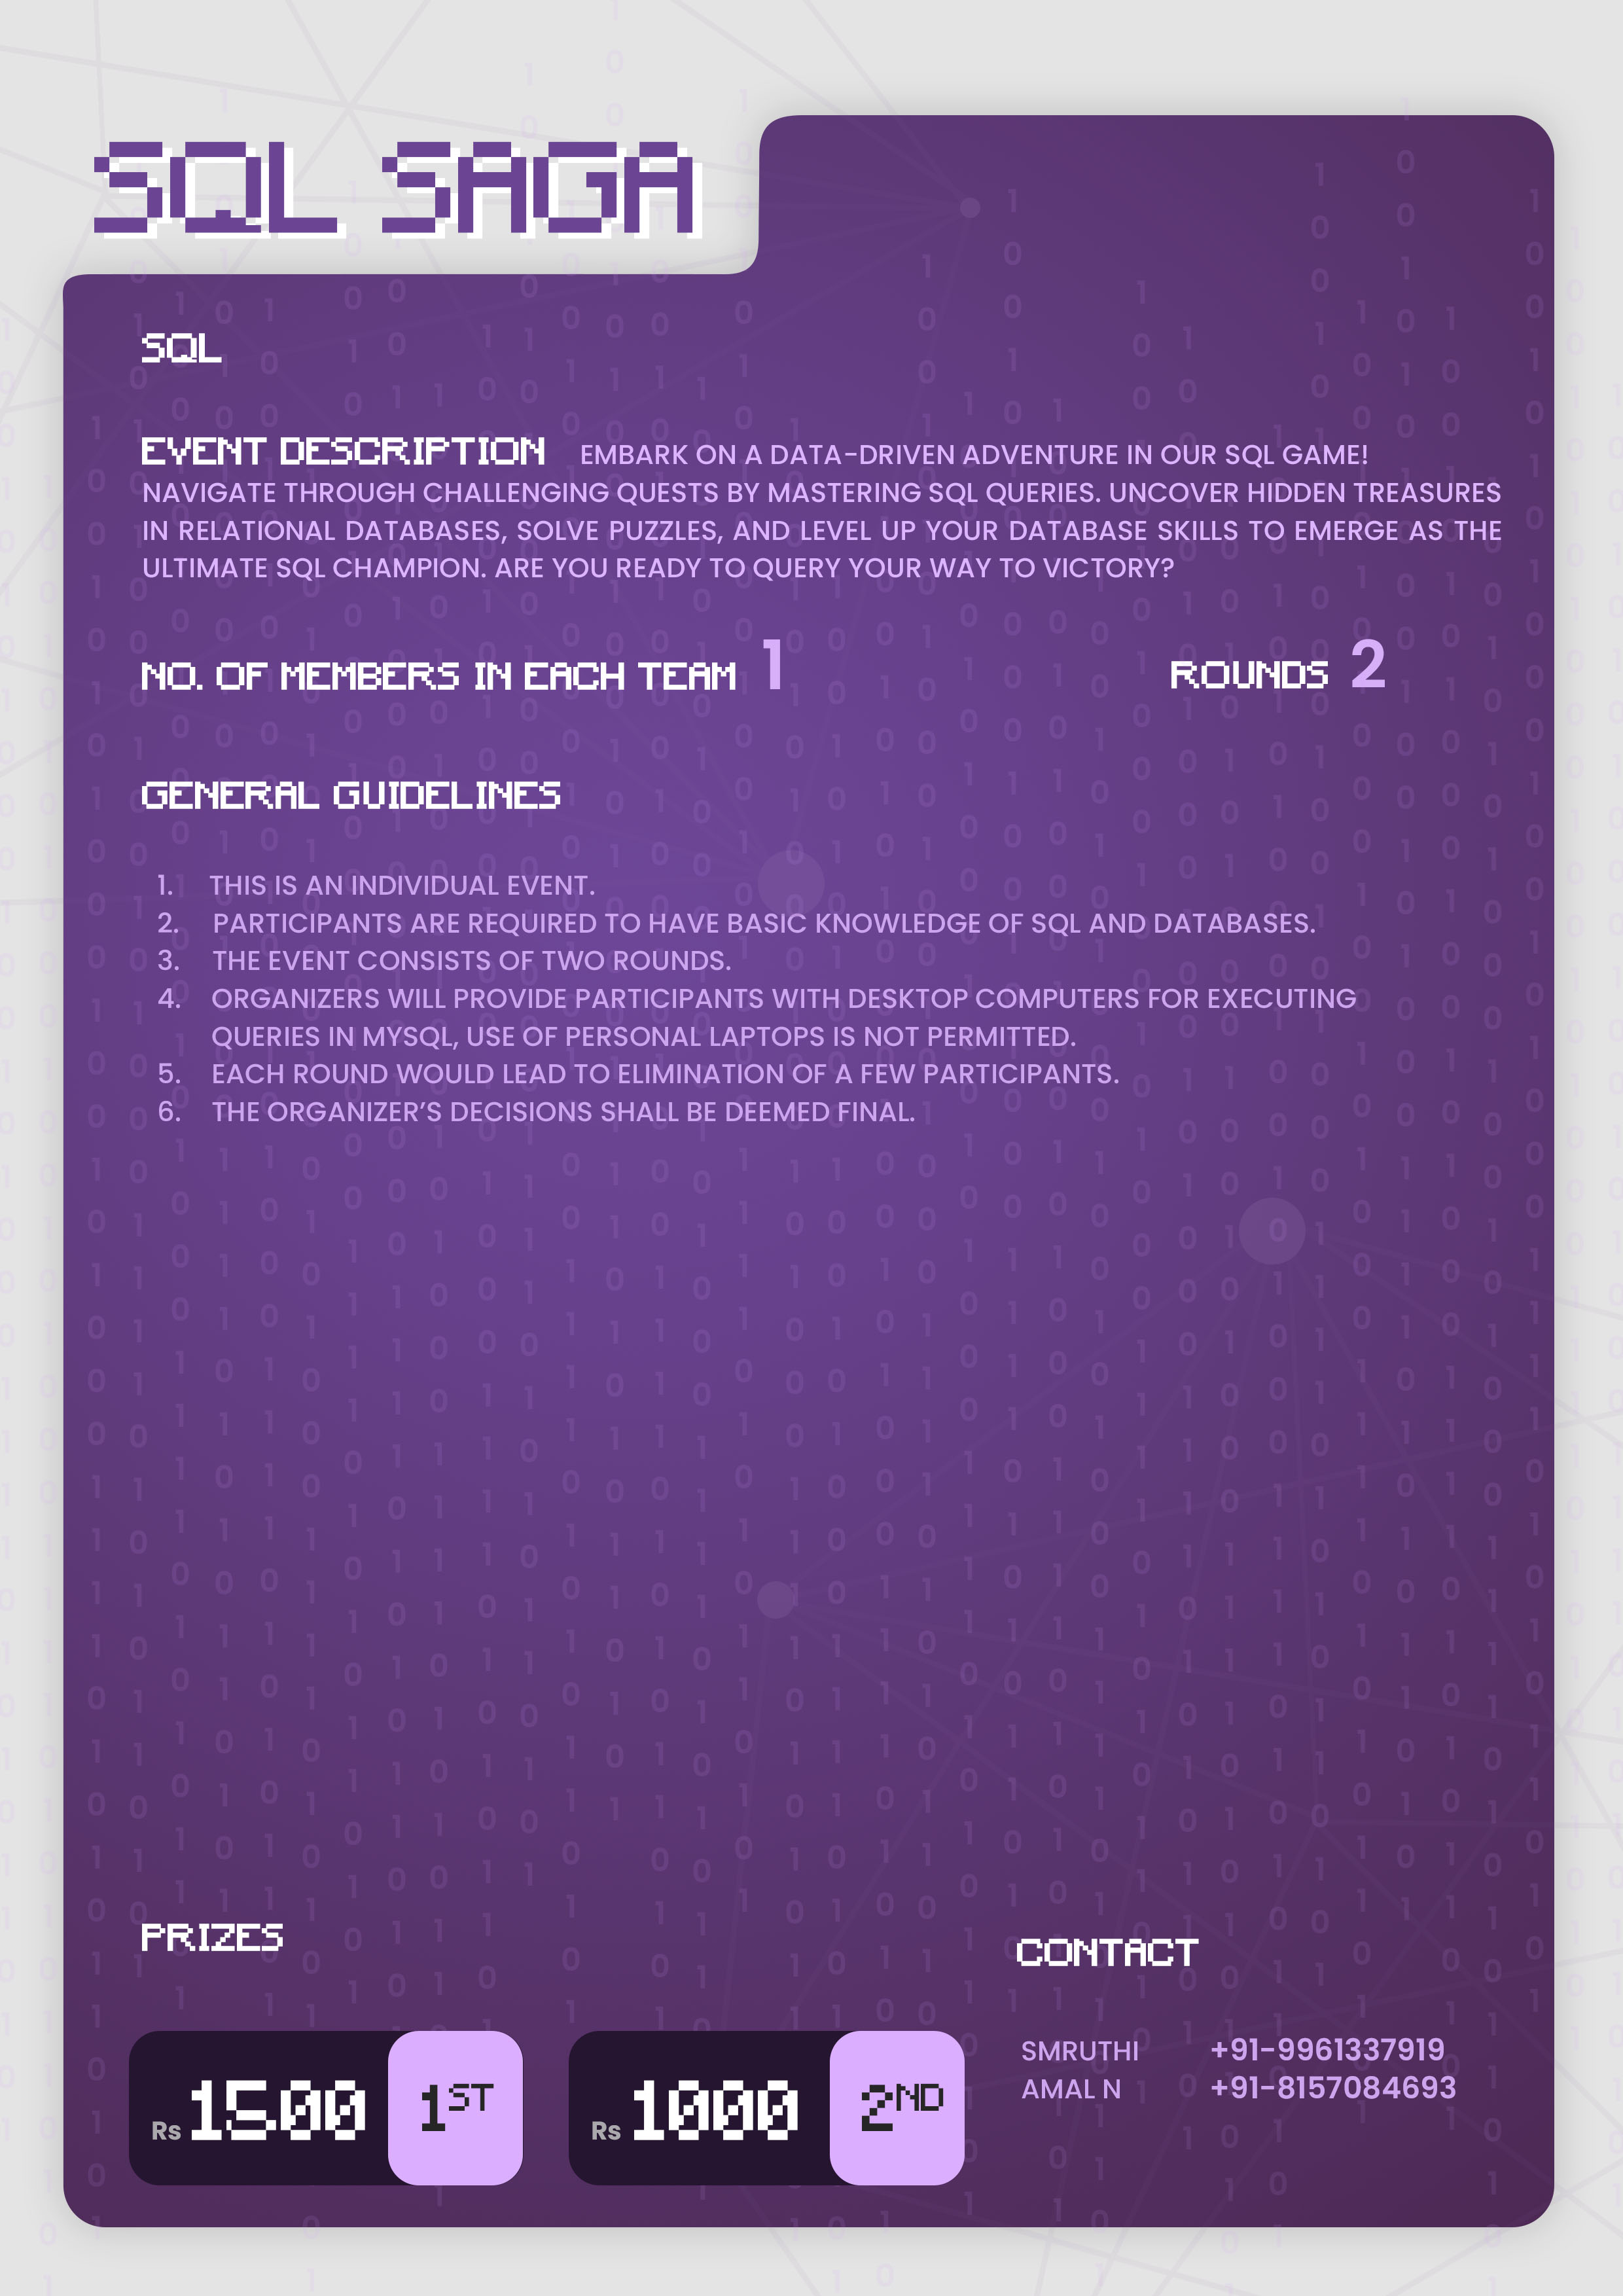 SQL SAGA
SQL
EVENT DESCRIPTION EMBARK ON A DATA-DRIVEN ADVENTURE IN OUR SQL GAME!
NAVIGATE THROUGH CHALLENGING QUESTS BY MASTERING SQL QUERIES. UNCOVER HIDDEN TREASURES
IN RELATIONAL DATABASES, SOLVE PUZZLES, AND LEVEL UP YOUR DATABASE SKILLS TO EMERGE AS THE
ULTIMATE SQL CHAMPION. ARE YOU READY TO QUERY YOUR WAY TO VICTORY?
NO. OF MEMBERS IN EACH TEAM 1
ROUNDS 2
GENERAL GUIDELINES
1. THIS IS AN INDIVIDUAL EVENT.
2. PARTICIPANTS ARE REQUIRED TO HAVE BASIC KNOWLEDGE OF SQL AND DATABASES.
3. THE EVENT CONSISTS OF TWO ROUNDS.
4. ORGANIZERS WILL PROVIDE PARTICIPANTS WITH DESKTOP COMPUTERS FOR EXECUTING
QUERIES IN MYSQL, USE OF PERSONAL LAPTOPS IS NOT PERMITTED.
5. EACH ROUND WOULD LEAD TO ELIMINATION OF A FEW PARTICIPANTS.
6. THE ORGANIZER’S DECISIONS SHALL BE DEEMED FINAL.
PRIZES
Rs 1500 1ST
Rs 1000 2ND
CONTACT
SMRUTHI +91-9961337919
AMAL N +91-8157084693